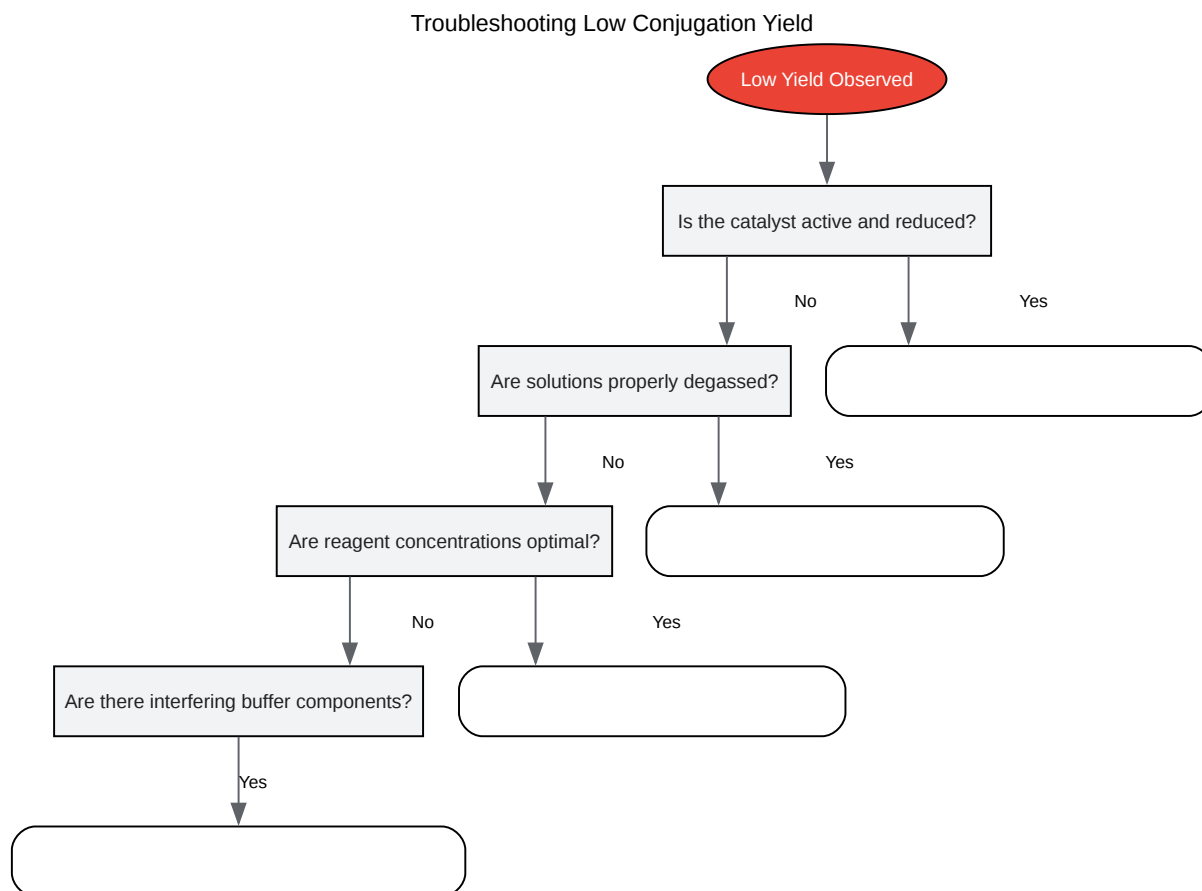 Troubleshooting Low Conjugation Yield
Low Yield Observed
Is the catalyst active and reduced?
No
Yes
Are solutions properly degassed?
No
Yes
Are reagent concentrations optimal?
No
Yes
Are there interfering buffer components?
Yes